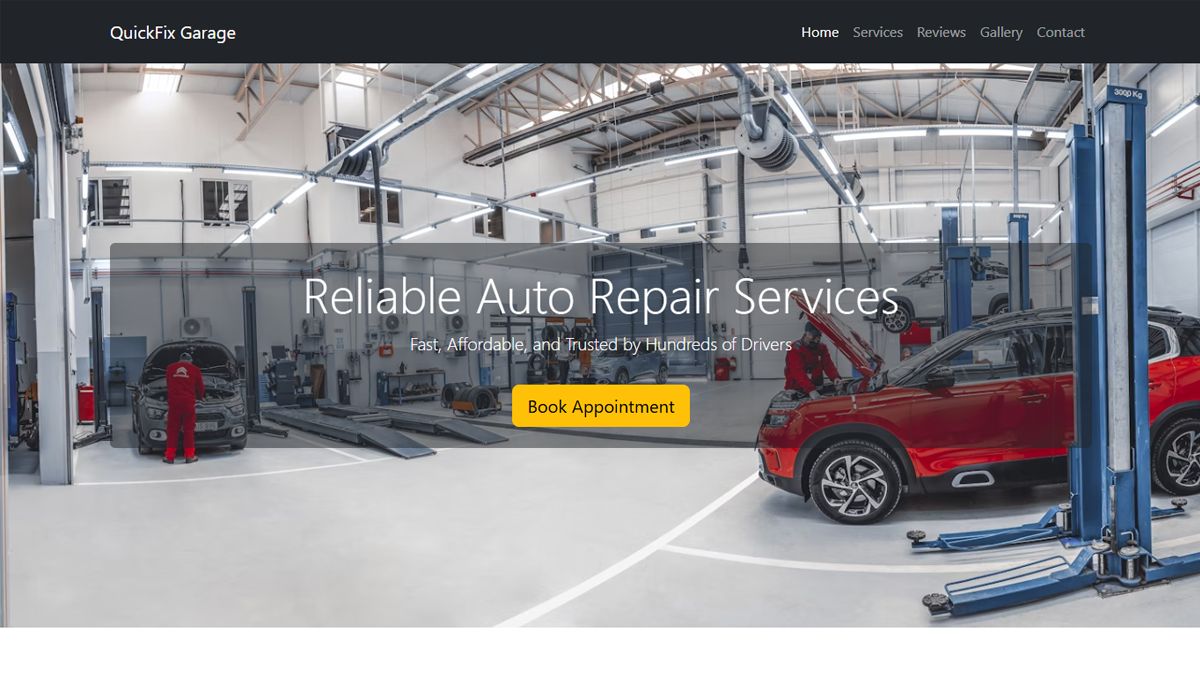 QuickFix Garage
Home Services Reviews Gallery Contact
3000 Kg
Reliable Auto Repair Services
Fast, Affordable, and Trusted by Hundreds of Drivers
Book Appointment